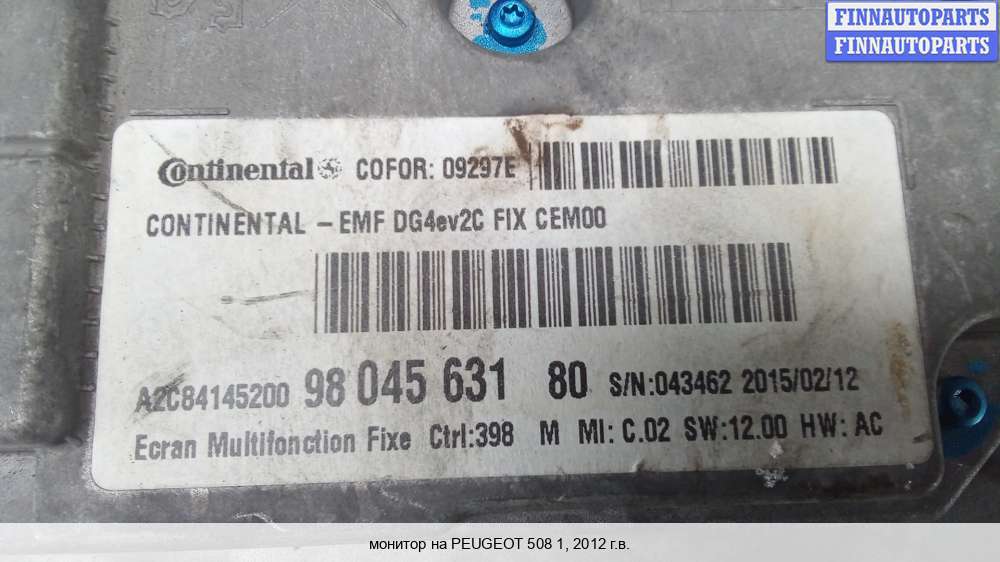 FINNAUTOPARTS
FINNAUTOPARTS
Continental COFOR: 09297E
CONTINENTAL - EMF DG4ev2C FIX CEM00
A2C84145200 98 045 631 80 S/N:043462 2015/02/12
Ecran Multifonction Fixe Ctrl:398 M MI: C.02 SW:12.00 HW: AC
монитор на PEUGEOT 508 1, 2012 г.в.